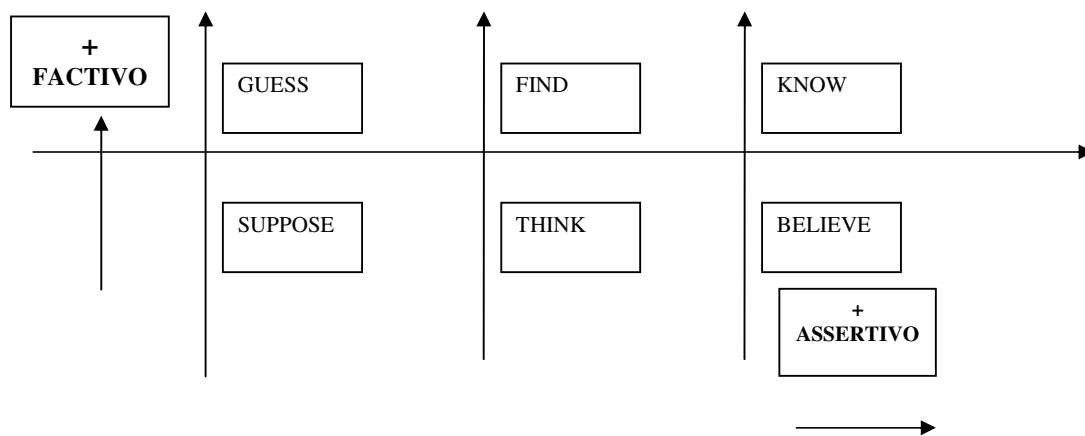 +
FACTIVO
GUESS
FIND
KNOW
SUPPOSE
THINK
BELIEVE
+
ASSERTIVO